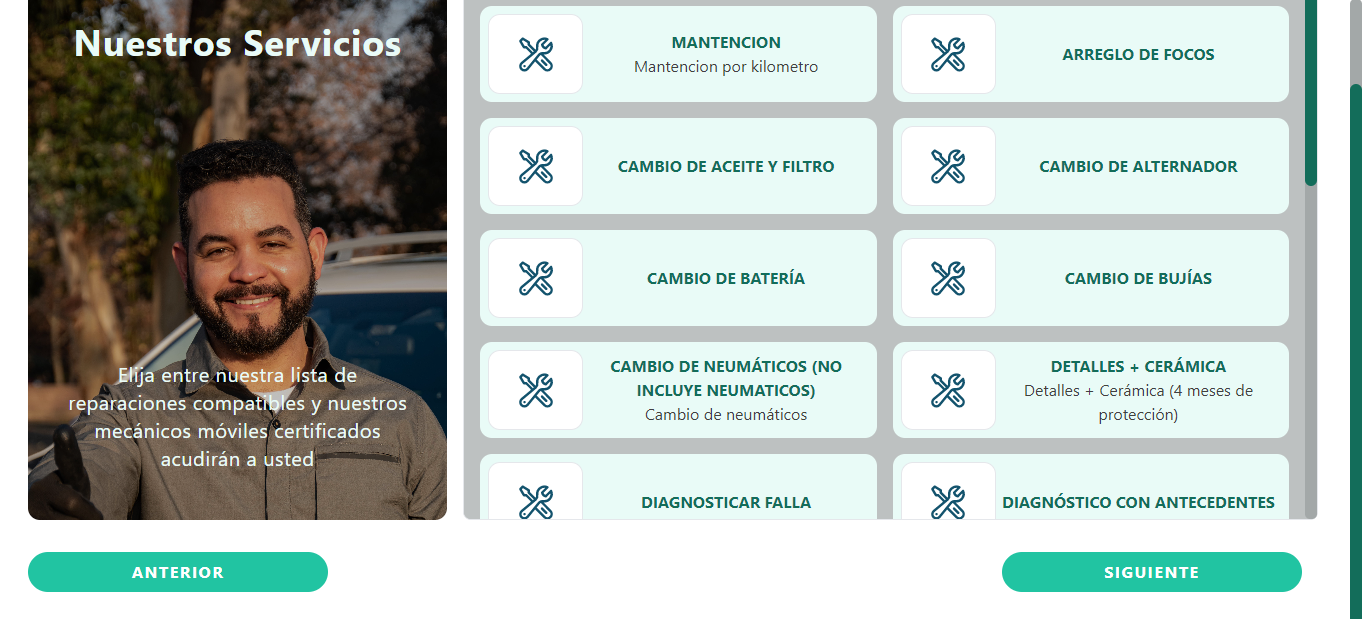 Nuestros Servicios
Elija entre nuestra lista de
reparaciones compatibles y nuestros
mecánicos móviles certificados
acudirán a usted
MANTENCION
Mantencion por kilometro
ARREGLO DE FOCOS
CAMBIO DE ACEITE Y FILTRO
CAMBIO DE ALTERNADOR
CAMBIO DE BATERÍA
CAMBIO DE BUJÍAS
CAMBIO DE NEUMÁTICOS (NO
INCLUYE NEUMATICOS)
Cambio de neumáticos
DETALLES + CERÁMICA
Detalles + Cerámica (4 meses de
protección)
DIAGNOSTICAR FALLA
DIAGNÓSTICO CON ANTECEDENTES
ANTERIOR
SIGUIENTE